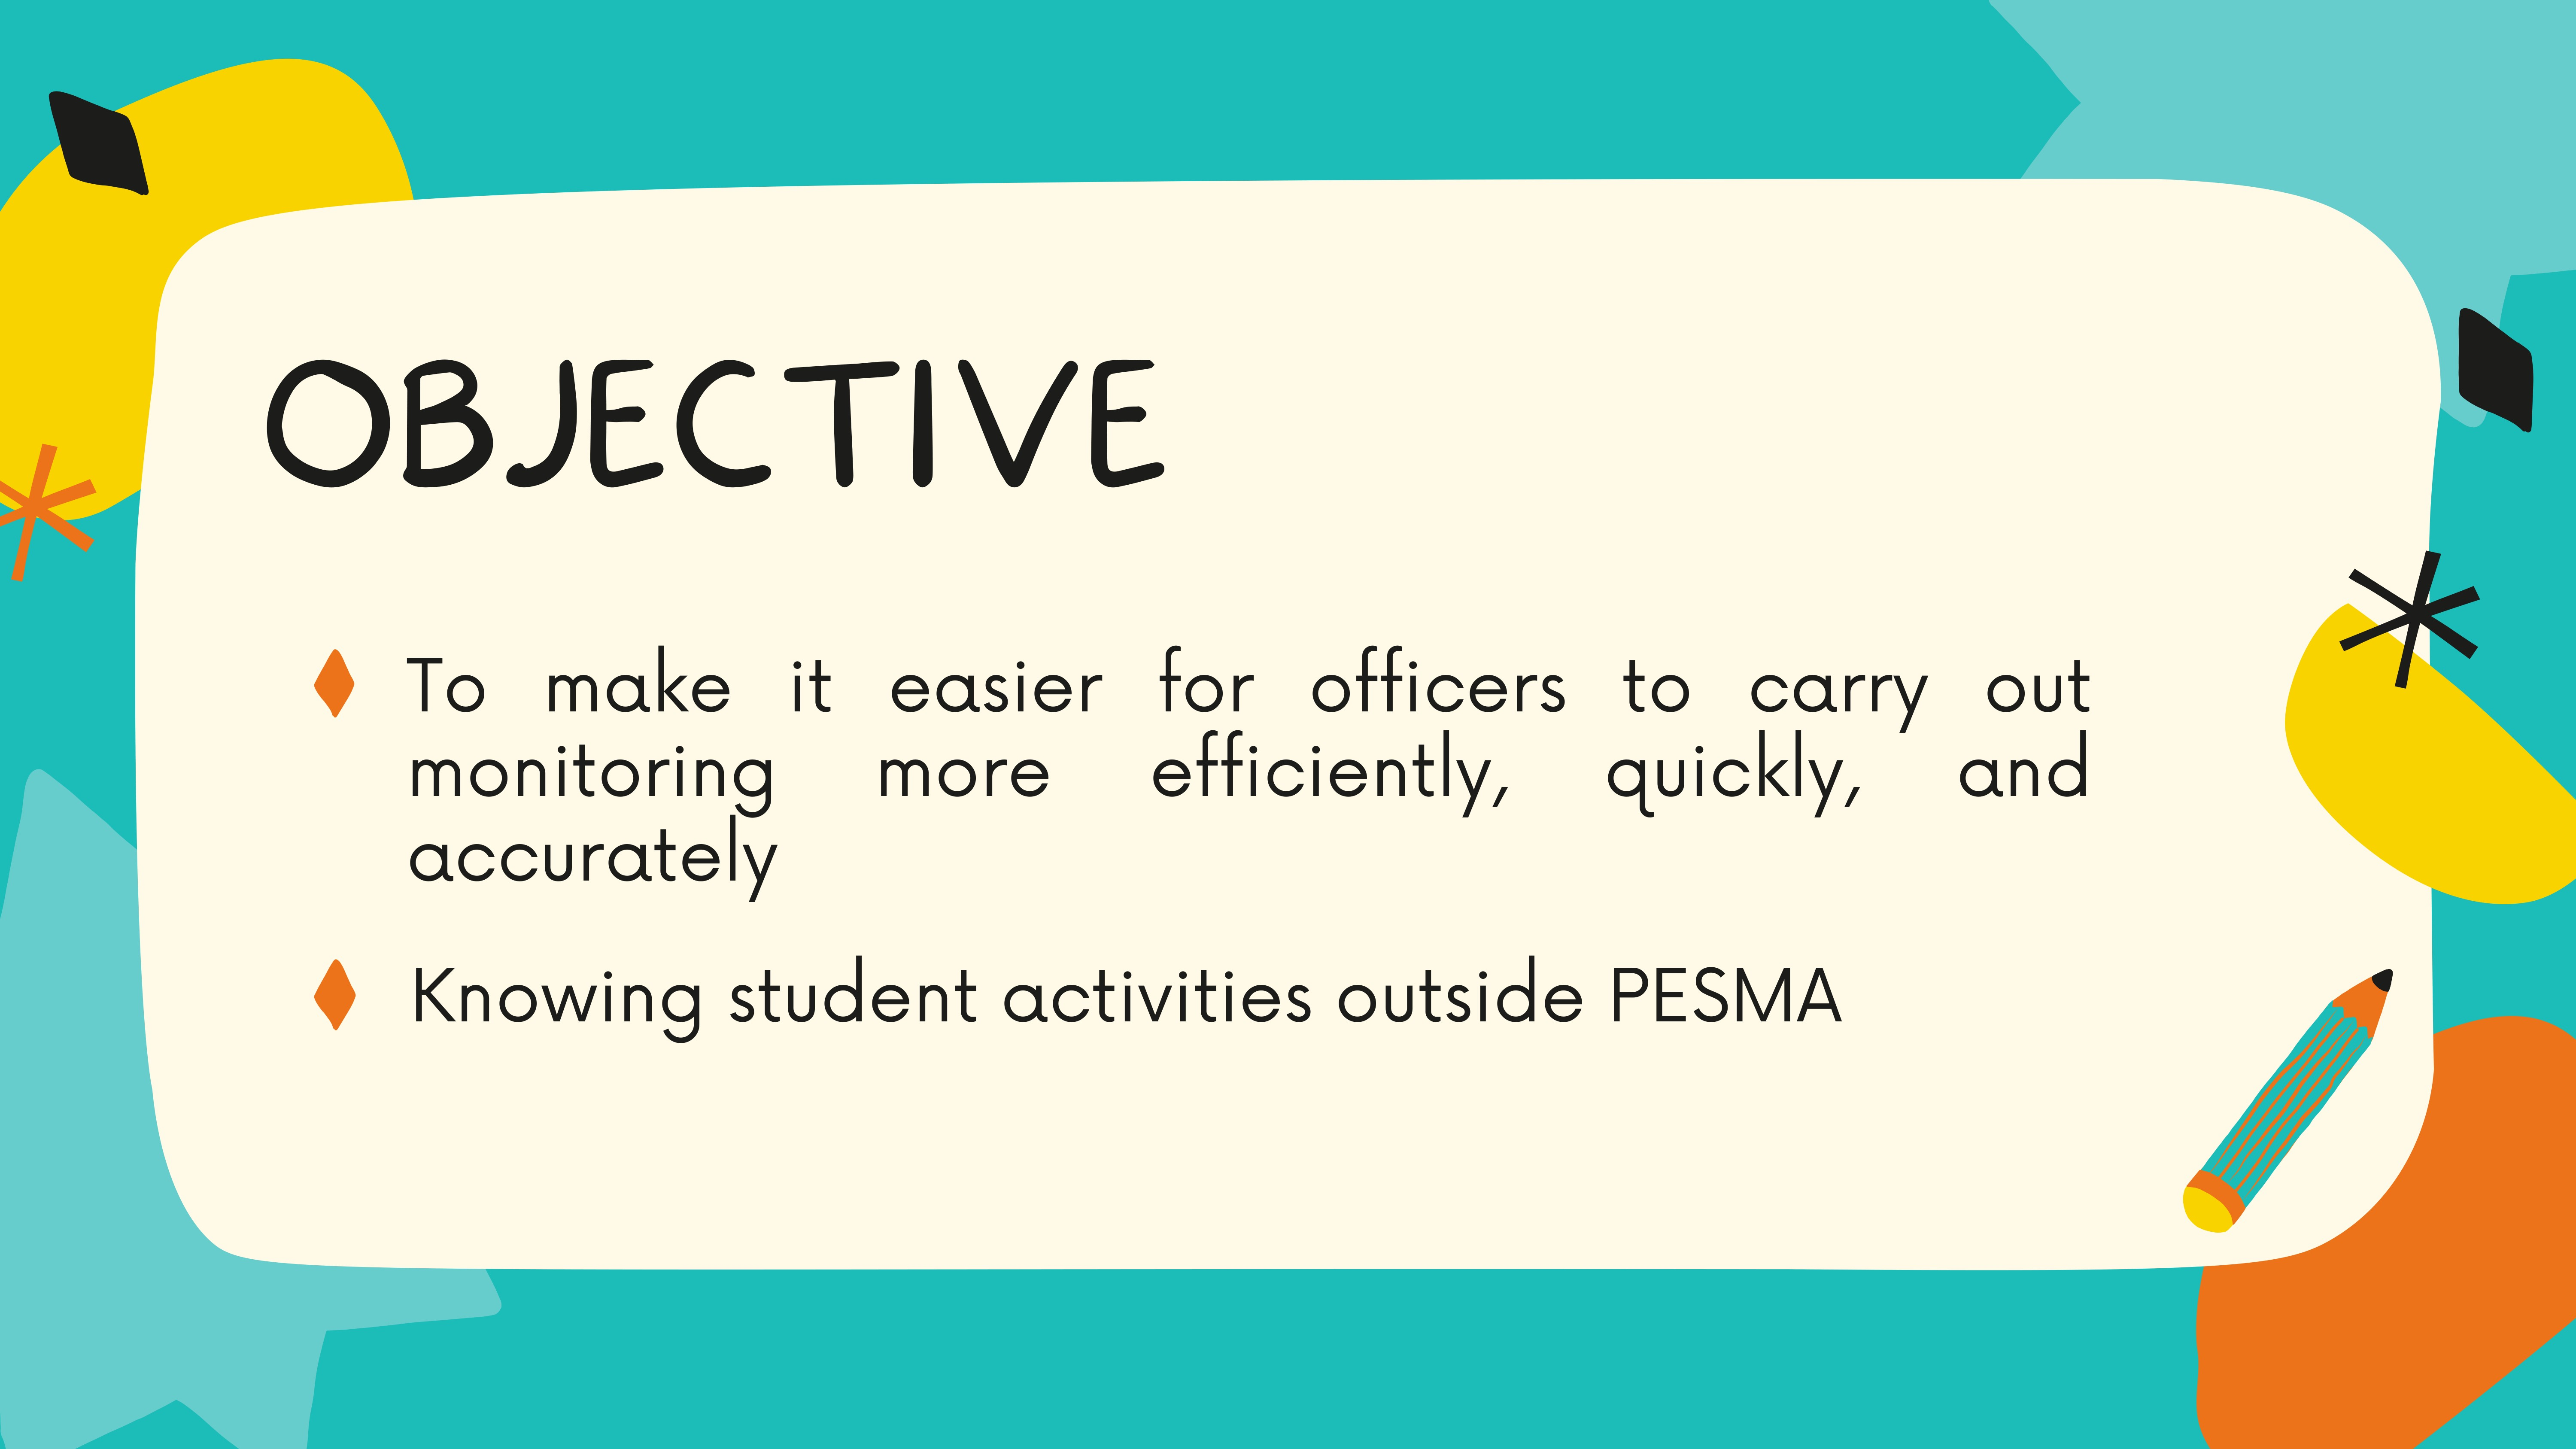 OBJECTIVE
To make it easier for officers to carry out
monitoring more efficiently, quickly, and
accurately
Knowing student activities outside PESMA